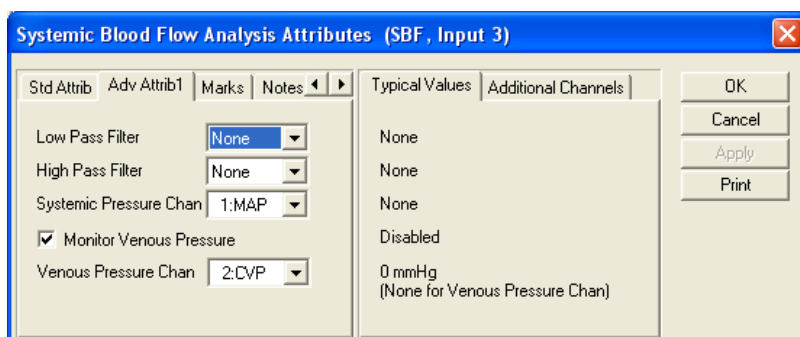 Systemic Blood Flow Analysis Attributes (SBF, Input 3)
Std Attrib Adv Attrib1 Marks Notes
Typical Values Additional Channels
OK
Cancel
Apply
Print
Low Pass Filter None None
High Pass Filter None None
Systemic Pressure Chan 1:MAP None
Monitor Venous Pressure Disabled
Venous Pressure Chan 2:CVP 0 mmHg
(None for Venous Pressure Chan)